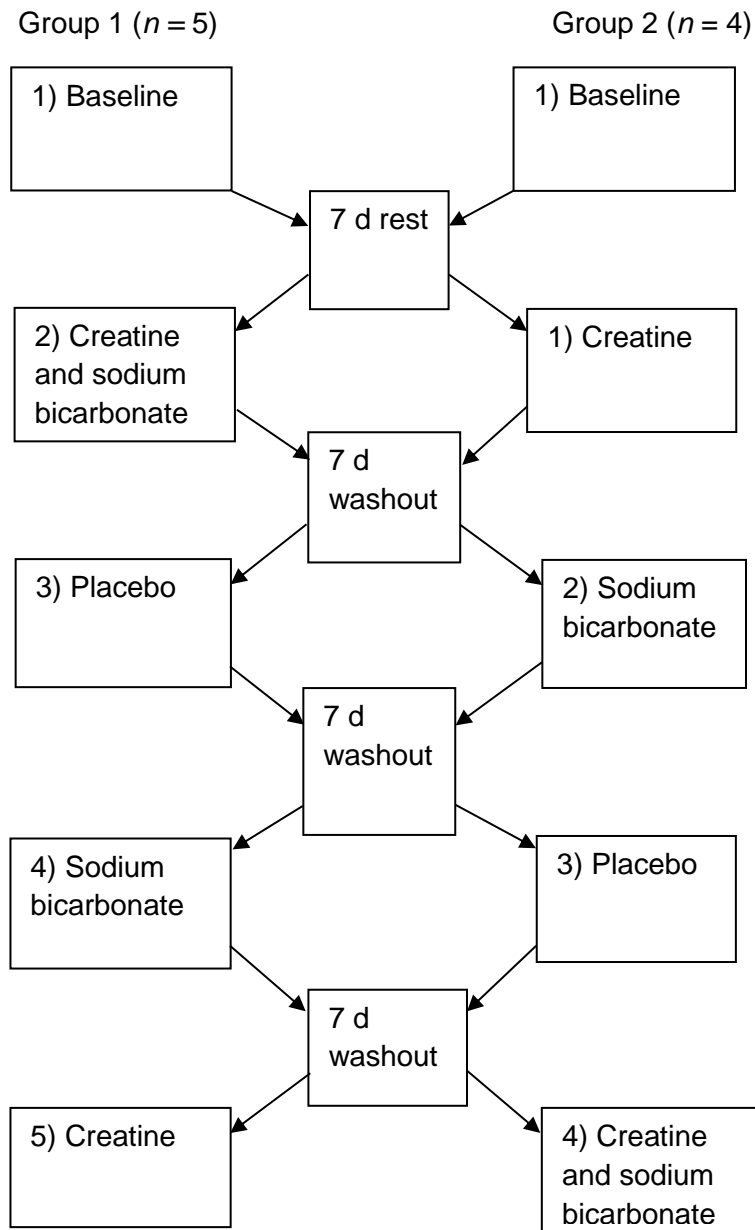 Group 1 (n = 5)
Group 2 (n = 4)
1) Baseline
1) Baseline
7 d rest
2) Creatine
and sodium
bicarbonate
1) Creatine
7 d
washout
3) Placebo
2) Sodium
bicarbonate
7 d
washout
4) Sodium
bicarbonate
3) Placebo
7 d
washout
5) Creatine
4) Creatine
and sodium
bicarbonate